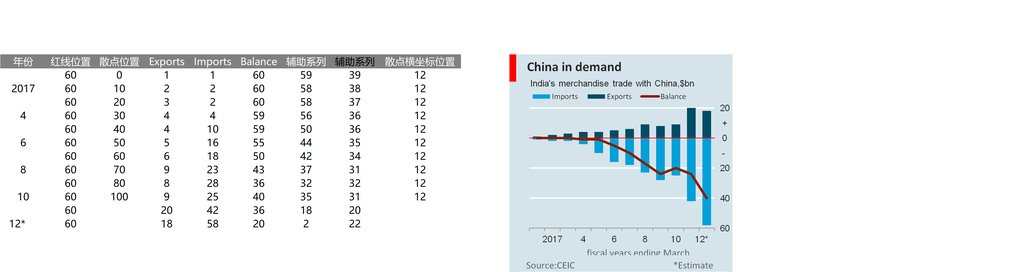 年份 红线位置 散点位置 Exports Imports Balance 辅助系列 辅助系列 散点横坐标位置
60 0 1 1 60 59 39 12
2017 60 10 2 2 60 58 38 12
60 20 3 2 60 58 37 12
4 60 30 4 4 59 56 36 12
60 40 4 10 59 50 36 12
6 60 50 5 16 55 44 35 12
60 60 6 18 50 42 34 12
8 60 70 9 23 43 37 31 12
60 80 8 28 36 32 32 12
10 60 100 9 25 40 35 31 12
60 20 42 36 18 20
12* 60 18 58 20 2 22
China in demand
India's merchandise trade with China,$bn
Imports Exports Balance
20
+
0
-
20
40
60
2017 4 6 8 10 12*
fiscal years ending March
Source:CEIC *Estimate